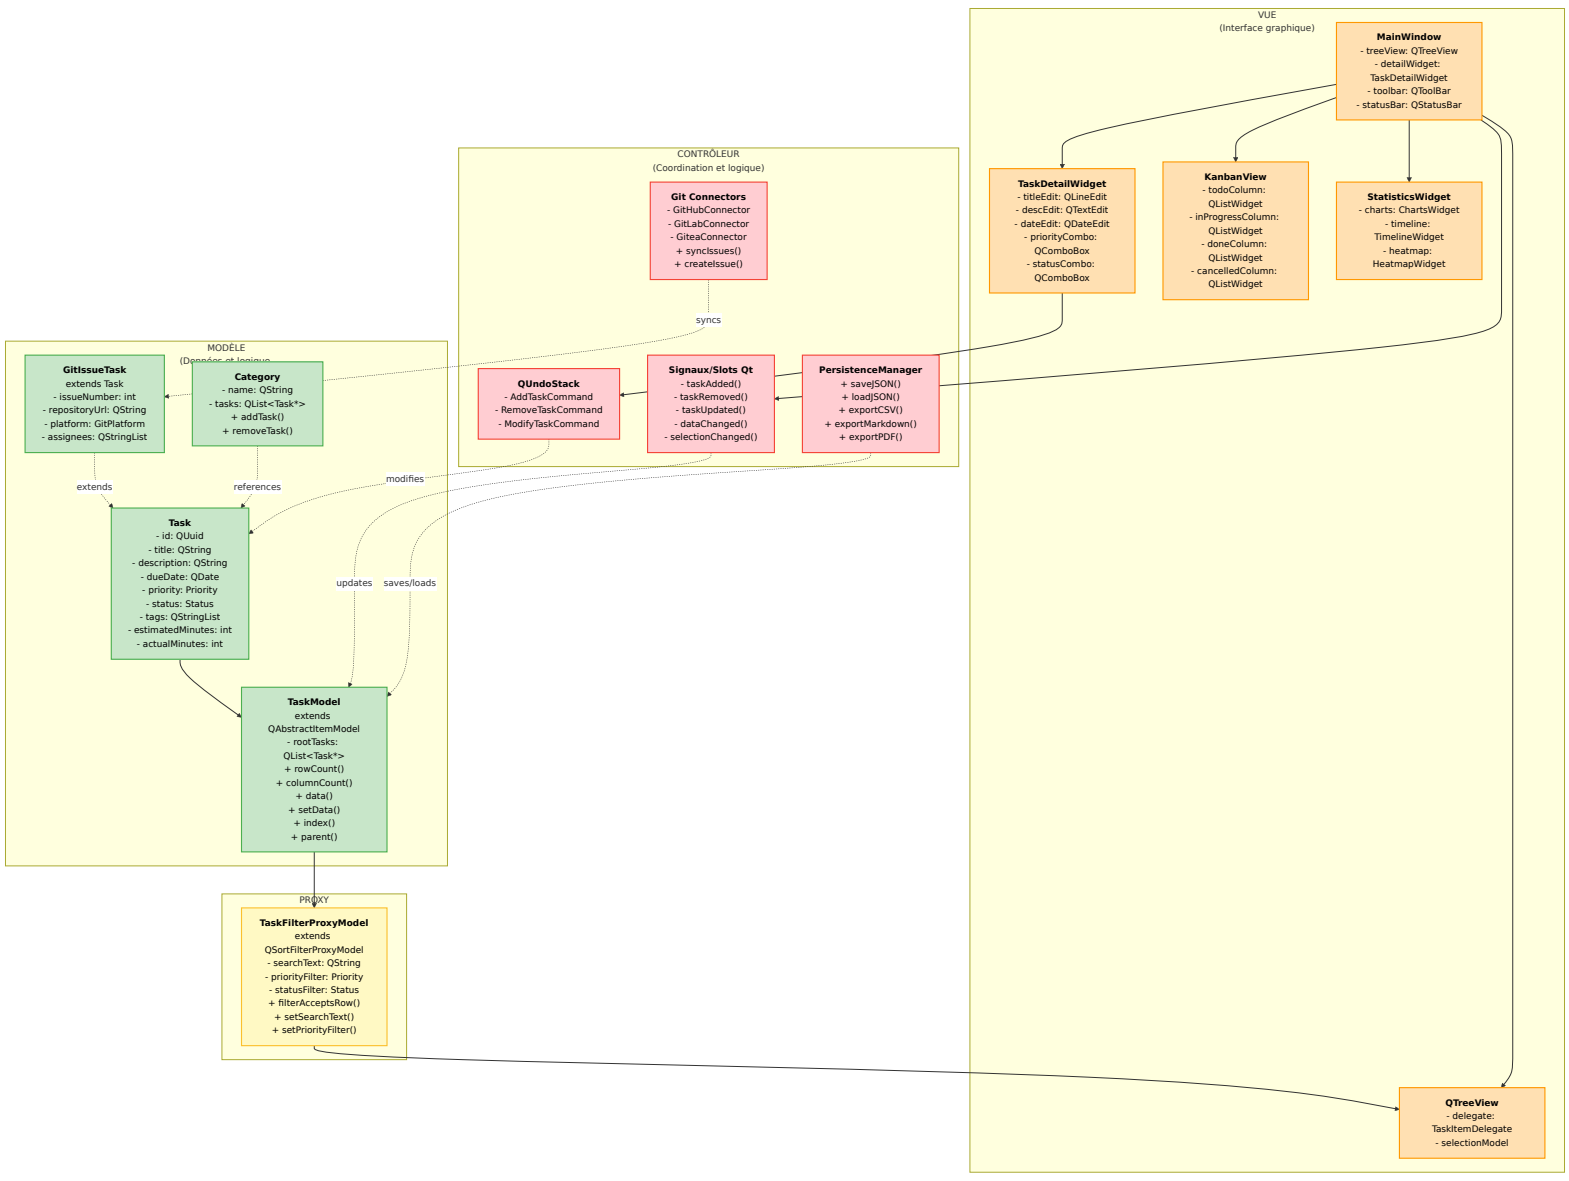 VUE
(Interface graphique)
MainWindow
- treeView: QTreeView
- detailWidget:
TaskDetailWidget
- toolbar: QToolBar
- statusBar: QStatusBar
TaskDetailWidget
- titleEdit: QLineEdit
- descEdit: QTextEdit
- dateEdit: QDateEdit
- priorityCombo:
QComboBox
- statusCombo:
QComboBox
KanbanView
- todoColumn:
QListWidget
- inProgressColumn:
QListWidget
- doneColumn:
QListWidget
- cancelledColumn:
QListWidget
StatisticsWidget
- charts: ChartsWidget
- timeline:
TimelineWidget
- heatmap:
HeatmapWidget
CONTRÔLEUR
(Coordination et logique)
Git Connectors
- GitHubConnector
- GitLabConnector
- GiteaConnector
+ syncIssues()
+ createIssue()
syncs
QUndoStack
- AddTaskCommand
- RemoveTaskCommand
- ModifyTaskCommand
Signaux/Slots Qt
- taskAdded()
- taskRemoved()
- taskUpdated()
- dataChanged()
- selectionChanged()
PersistenceManager
+ saveJSON()
+ loadJSON()
+ exportCSV()
+ exportMarkdown()
+ exportPDF()
MODÈLE
(Données et logique
GitIssueTask
extends Task
- issueNumber: int
- repositoryUrl: QString
- platform: GitPlatform
- assignees: QStringList
Category
- name: QString
- tasks: QList<Task*>
+ addTask()
+ removeTask()
extends
references
modifies
updates
saves/loads
Task
- id: QUuid
- title: QString
- description: QString
- dueDate: QDate
- priority: Priority
- status: Status
- tags: QStringList
- estimatedMinutes: int
- actualMinutes: int
TaskModel
extends
QAbstractItemModel
- rootTasks:
QList<Task*>
+ rowCount()
+ columnCount()
+ data()
+ setData()
+ index()
+ parent()
PROXY
TaskFilterProxyModel
extends
QSortFilterProxyModel
- searchText: QString
- priorityFilter: Priority
- statusFilter: Status
+ filterAcceptsRow()
+ setSearchText()
+ setPriorityFilter()
QTreeView
- delegate:
TaskItemDelegate
- selectionModel